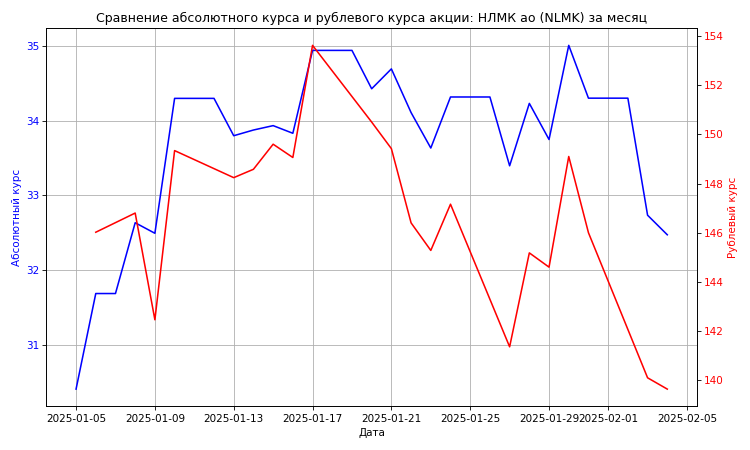 Сравнение абсолютного курса и рублевого курса акции: НЛМК ао (NLMK) за месяц
35
34
33
32
31
Абсолютный курс
154
152
150
148
146
144
142
140
Рублевый курс
2025-01-05 2025-01-09 2025-01-13 2025-01-17 2025-01-21 2025-01-25 2025-01-29 2025-02-01 2025-02-05
Дата